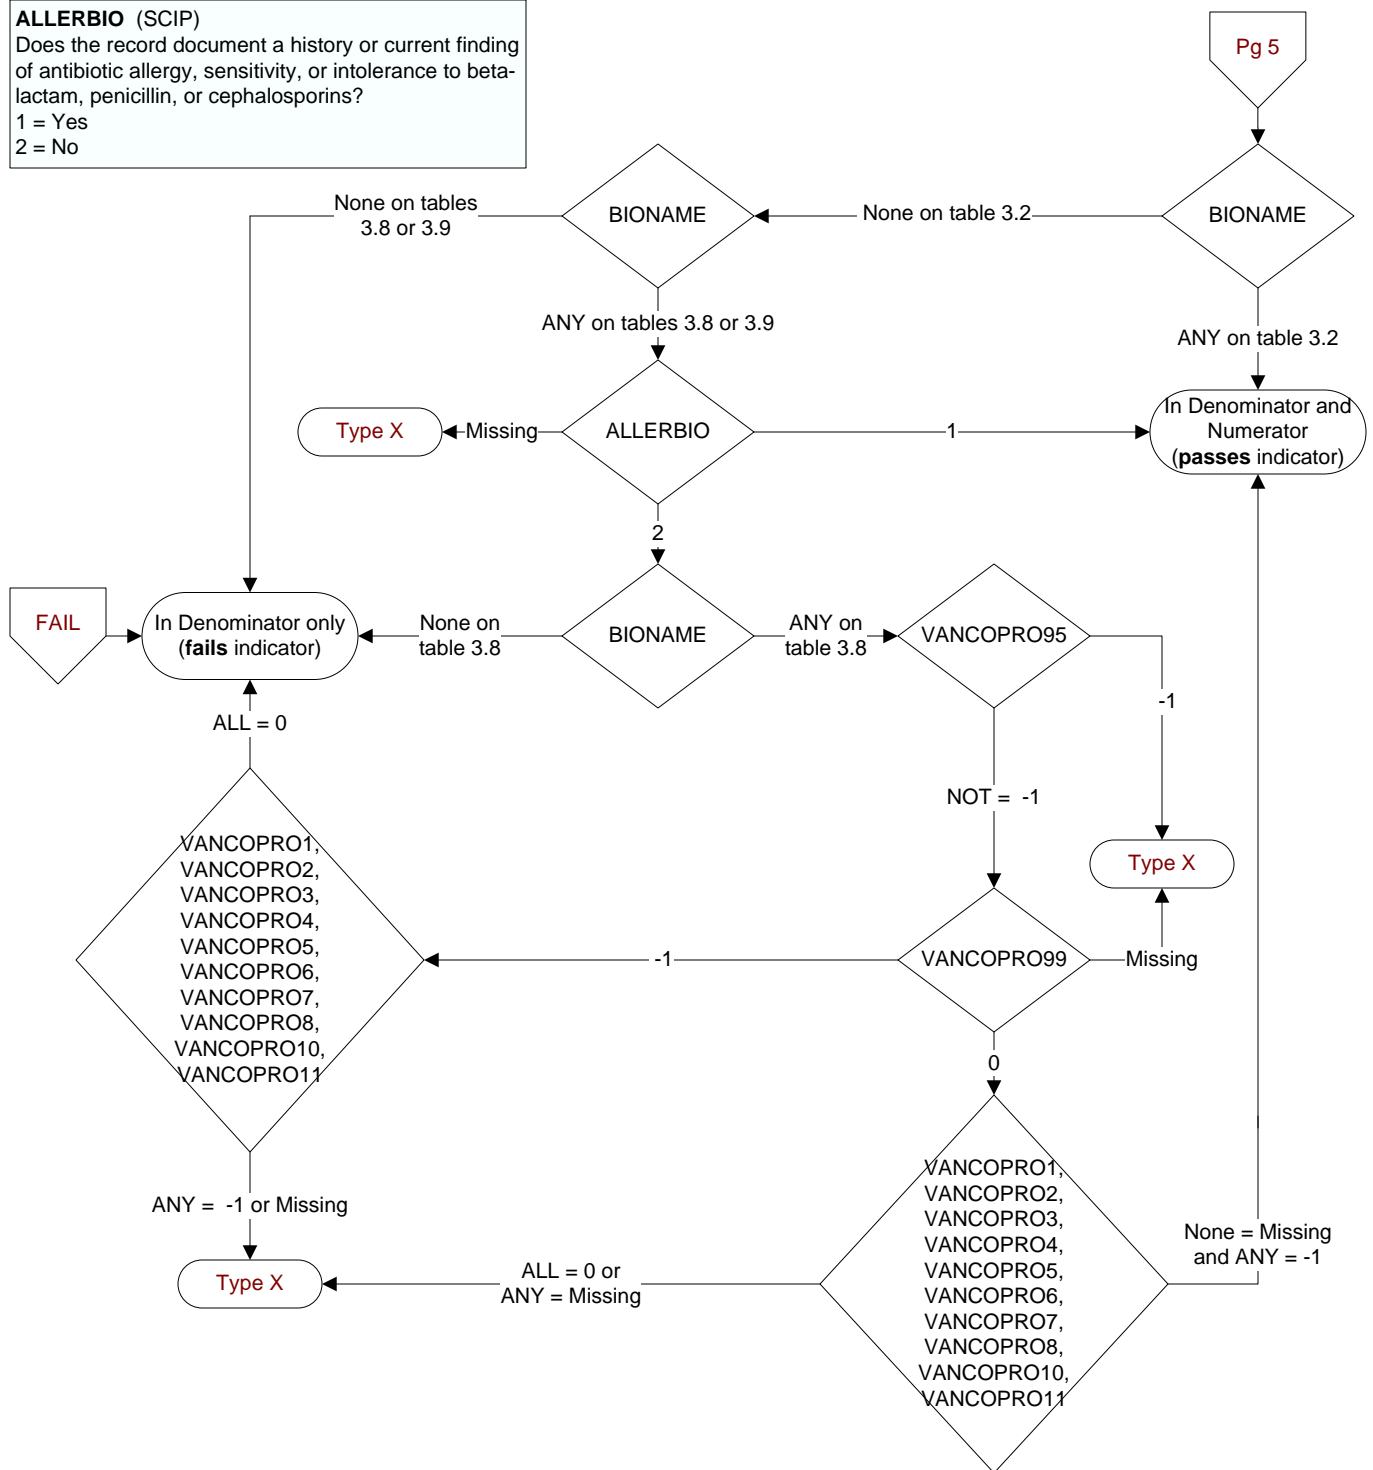 ALLERBIO (SCIP)
Does the record document a history or current finding
of antibiotic allergy, sensitivity, or intolerance to beta-
lactam, penicillin, or cephalosporins?
1 = Yes
2 = No
Pg 5
BIONAME
None on table 3.2
BIONAME
None on tables
3.8 or 3.9
ANY on tables 3.8 or 3.9
ANY on table 3.2
In Denominator and
Numerator
(passes indicator)
Type X
Missing
ALLERBIO
1
2
FAIL
In Denominator only
(fails indicator)
None on
table 3.8
BIONAME
ANY on
table 3.8
VANCOPRO95
-1
NOT = -1
Type X
ALL = 0
VANCOPRO1,
VANCOPRO2,
VANCOPRO3,
VANCOPRO4,
VANCOPRO5,
VANCOPRO6,
VANCOPRO7,
VANCOPRO8,
VANCOPRO10,
VANCOPRO11
-1
VANCOPRO99
Missing
0
ANY = -1 or Missing
Type X
ALL = 0 or
ANY = Missing
VANCOPRO1,
VANCOPRO2,
VANCOPRO3,
VANCOPRO4,
VANCOPRO5,
VANCOPRO6,
VANCOPRO7,
VANCOPRO8,
VANCOPRO10,
VANCOPRO11
None = Missing
and ANY = -1